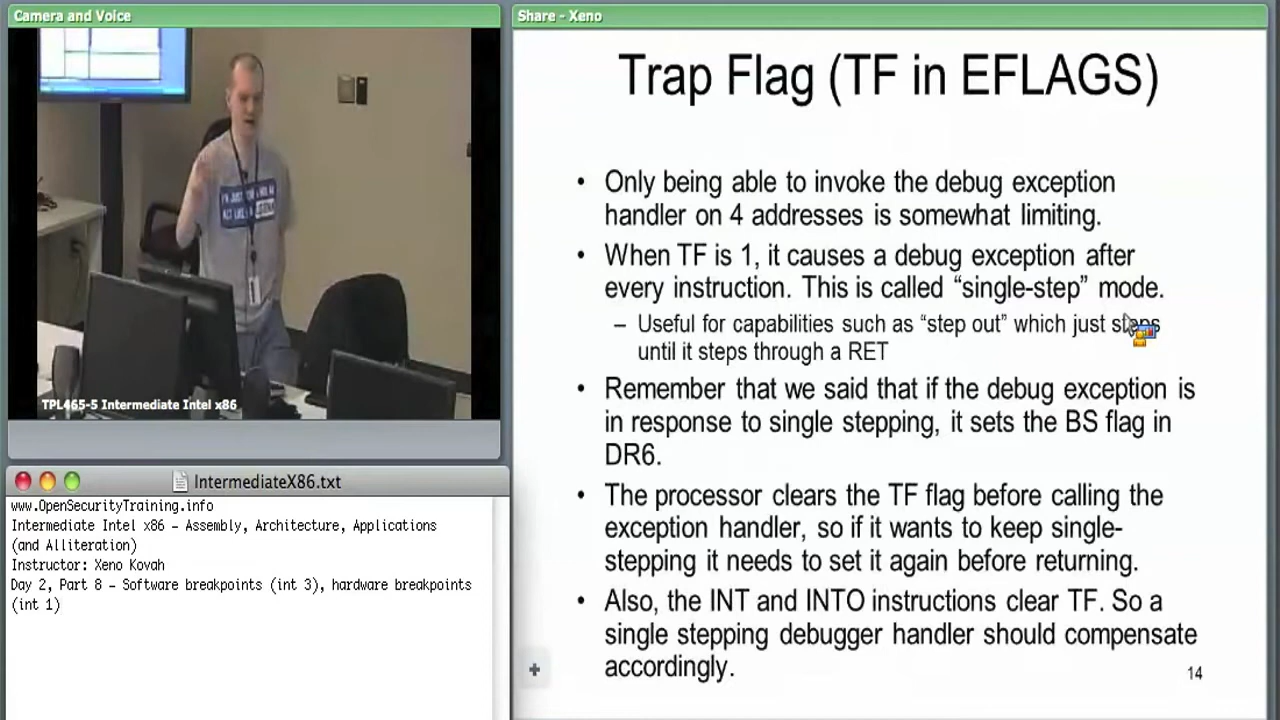 Camera and Voice
TPL465-5 Intermediate Intel x86
IntermediateX86.txt
www.OpenSecurityTraining.info
Intermediate Intel x86 – Assembly, Architecture, Applications
(and Alliteration)
Instructor: Xeno Kovah
Day 2, Part 8 – Software breakpoints (int 3), hardware breakpoints
(int 1)
Share - Xeno
Trap Flag (TF in EFLAGS)
• Only being able to invoke the debug exception
handler on 4 addresses is somewhat limiting.
• When TF is 1, it causes a debug exception after
every instruction. This is called “single-step” mode.
– Useful for capabilities such as “step out” which just steps
until it steps through a RET
• Remember that we said that if the debug exception is
in response to single stepping, it sets the BS flag in
DR6.
• The processor clears the TF flag before calling the
exception handler, so if it wants to keep single-
stepping it needs to set it again before returning.
• Also, the INT and INTO instructions clear TF. So a
single stepping debugger handler should compensate
accordingly.
14